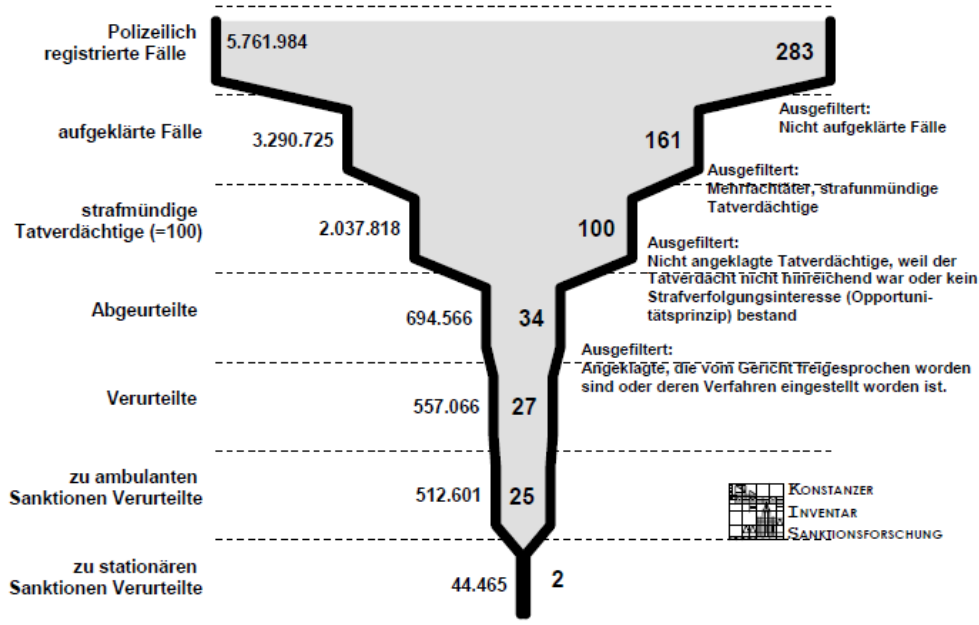 Polizeilich
registrierte Fälle
5.761.984
283
Ausgefiltert:
Nicht aufgeklärte Fälle
aufgeklärte Fälle
3.290.725
161
Ausgefiltert:
Mehrfachtäter, strafunmündige
Tatverdächtige
strafmündige
Tatverdächtige (=100)
2.037.818
100
Ausgefiltert:
Nicht angeklagte Tatverdächtige, weil der
Tatverdacht nicht hinreichend war oder kein
Strafverfolgungsinteresse (Opportuni-
tätsprinzip) bestand
Abgeurteilte
694.566
34
Ausgefiltert:
Angeklagte, die vom Gericht freigesprochen worden
sind oder deren Verfahren eingestellt worden ist.
Verurteilte
557.066
27
zu ambulanten
Sanktionen Verurteilte
512.601
25
KONSTANZER
INVENTAR
SANKTIONSFORSCHUNG
zu stationären
Sanktionen Verurteilte
44.465
2